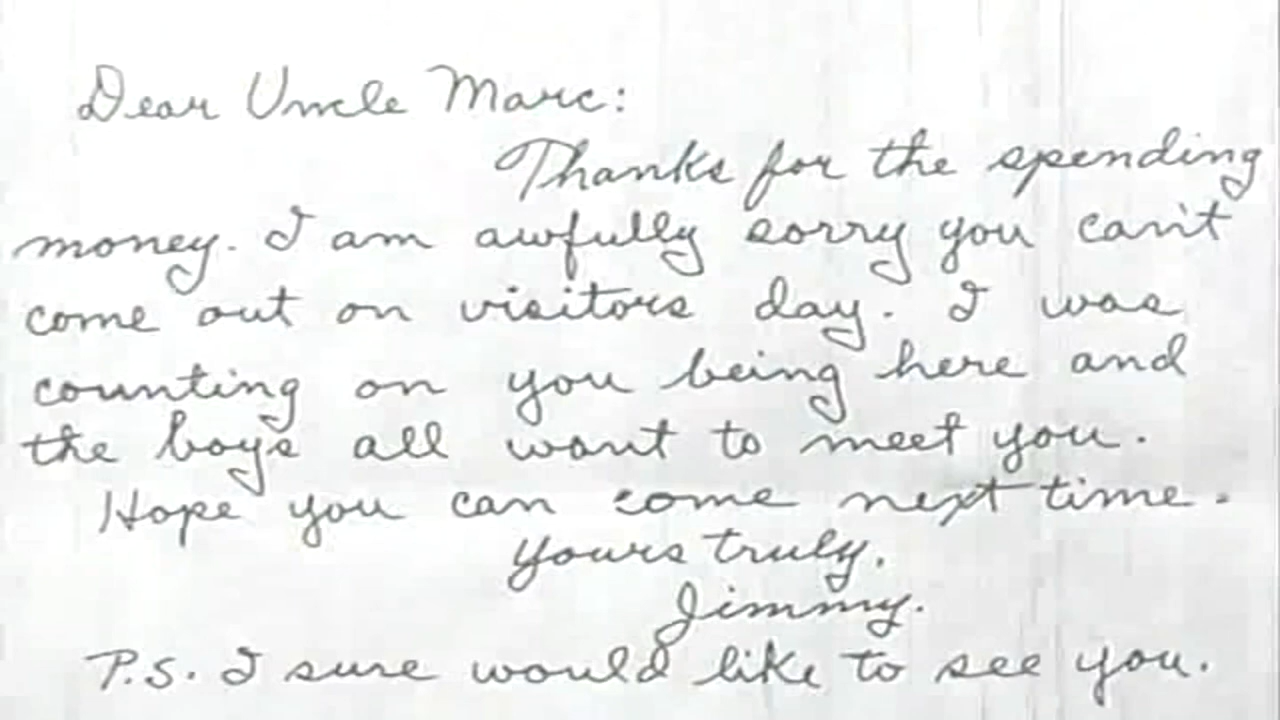 Dear Uncle Marc:
Thanks for the spending
money. I am awfully sorry you can't
come out on visitors day. I was
counting on you being here and
the boys all want to meet you.
Hope you can come next time.
Yours truly,
Jimmy.
P.S. I sure would like to see you.